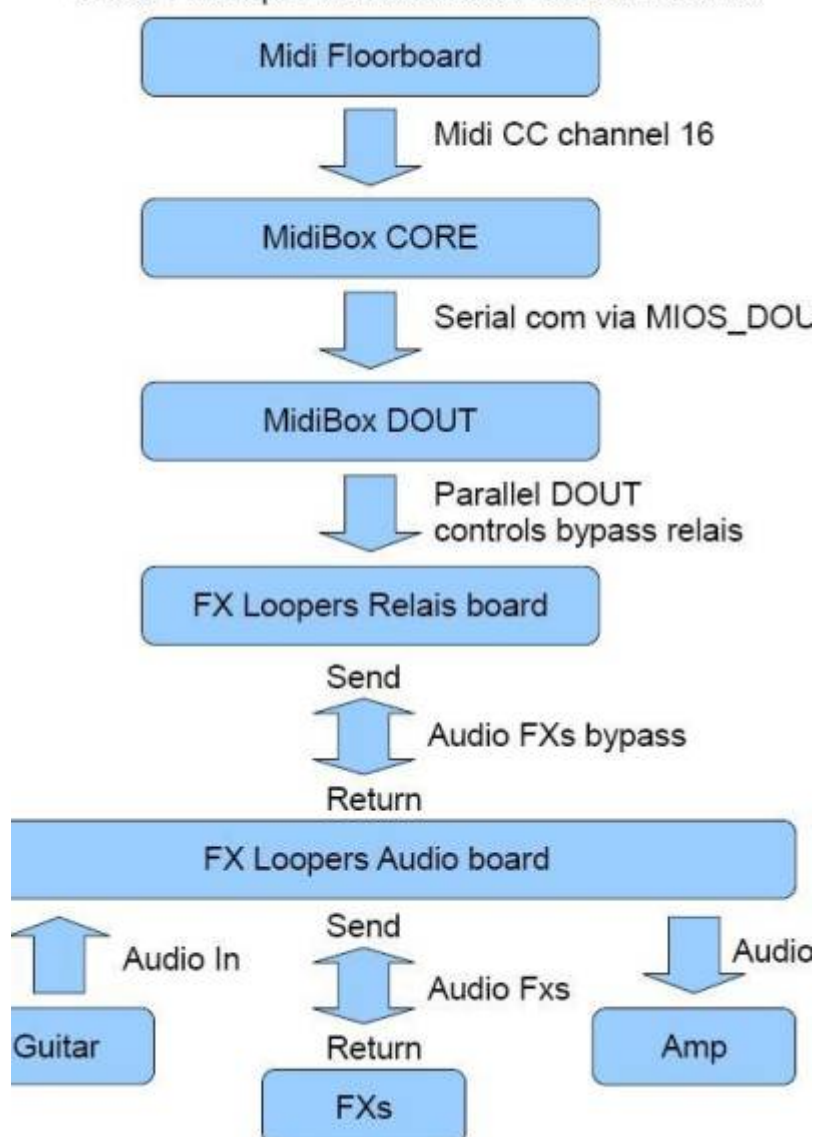 Midi Floorboard
Midi CC channel 16
MidiBox CORE
Serial com via MIOS_DOU
MidiBox DOUT
Parallel DOUT
controls bypass relais
FX Loopers Relais board
Send
Audio FXs bypass
Return
FX Loopers Audio board
Send
Audio In
Audio
Audio Fxs
Guitar
Return
Amp
FXs